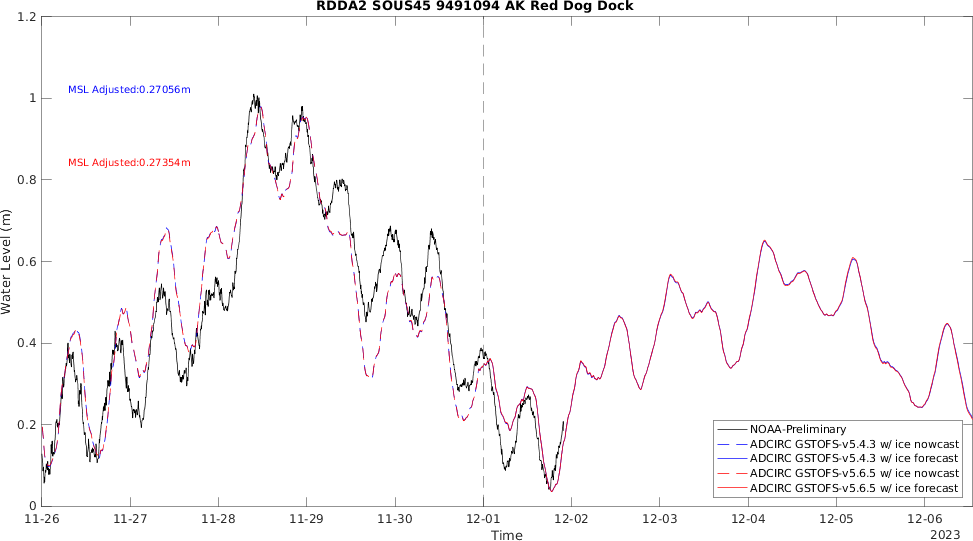 RDDA2 SOUS45 9491094 AK Red Dog Dock
1.2
1
0.8
0.6
0.4
0.2
0
Water Level (m)
MSL Adjusted:0.27056m
MSL Adjusted:0.27354m
NOAA-Preliminary
ADCIRC GSTOFS-v5.4.3 w/ ice nowcast
ADCIRC GSTOFS-v5.4.3 w/ ice forecast
ADCIRC GSTOFS-v5.6.5 w/ ice nowcast
ADCIRC GSTOFS-v5.6.5 w/ ice forecast
11-26 11-27 11-28 11-29 11-30 12-01 12-02 12-03 12-04 12-05 12-06
2023
Time